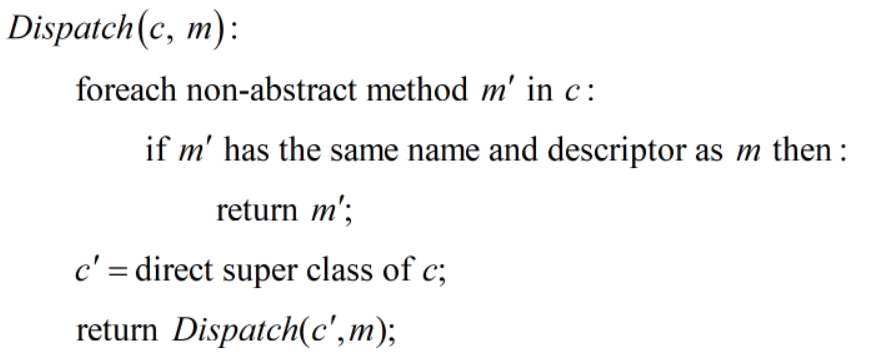 Dispatch(c, m):
foreach non-abstract method m′ in c:
if m′ has the same name and descriptor as m then:
return m′;
c′ = direct super class of c;
return Dispatch(c′,m);